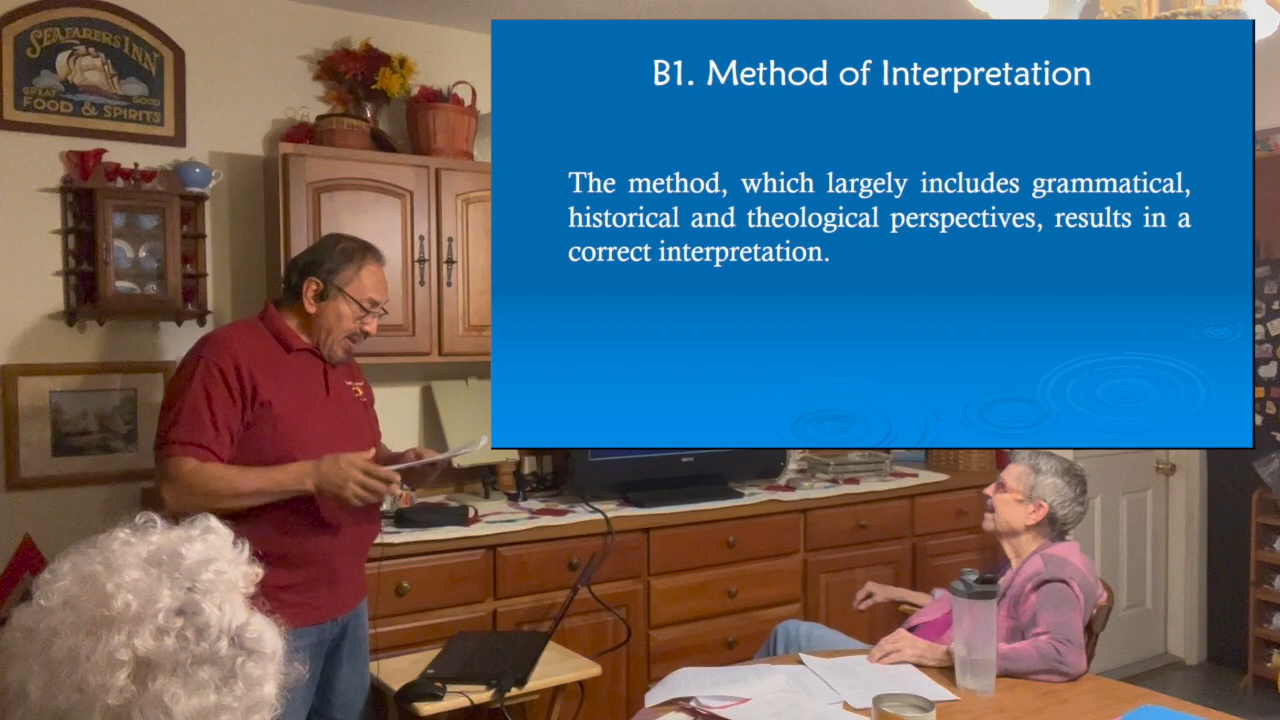 SEAFARERS INN
GREAT GOOD
FOOD & SPIRITS
B1. Method of Interpretation
The method, which largely includes grammatical,
historical and theological perspectives, results in a
correct interpretation.